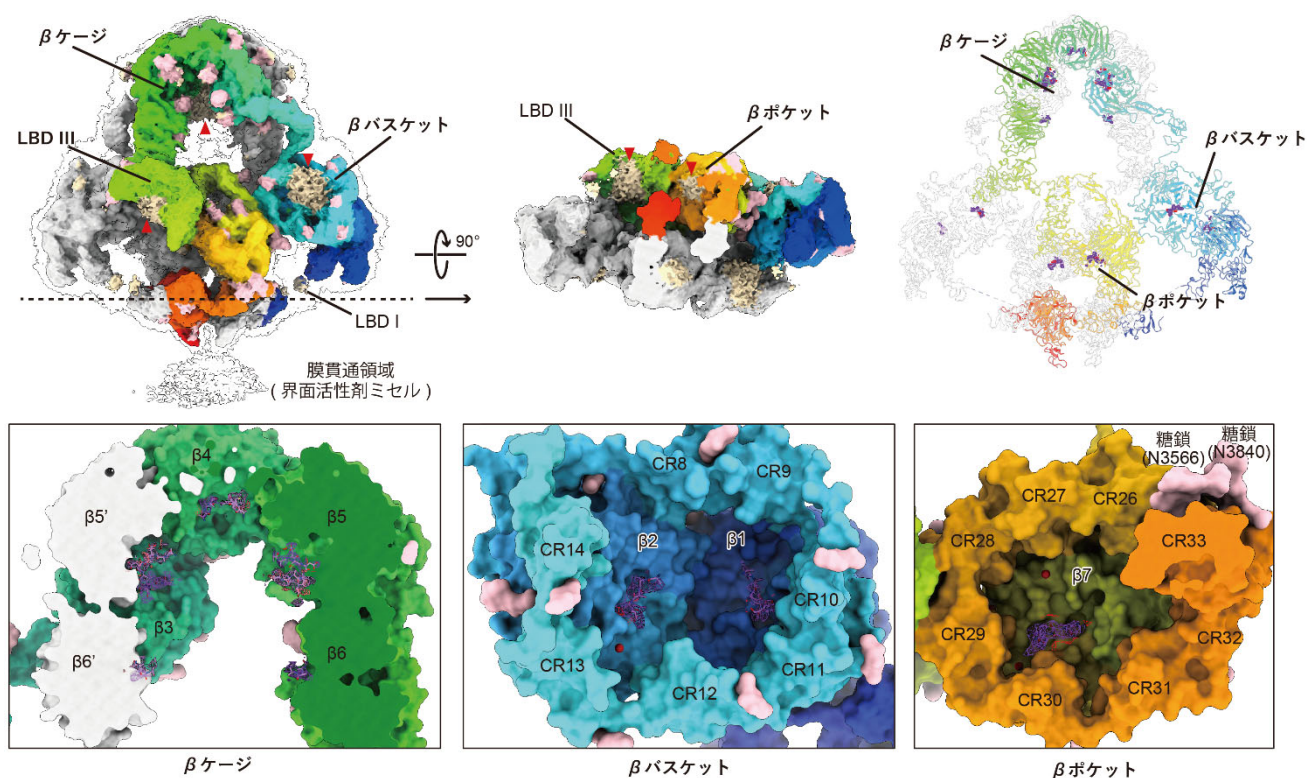 βケージ
βバスケット
LBD III
LBD I
膜貫通領域
(界面活性剤ミセル)
90°
LBD III
βポケット
βケージ
βバスケット
βポケット
β4
β5'
β5
β3
β6'
β6
βケージ
CR8
CR9
CR14
β2
β1
CR10
CR13
CR11
CR12
βバスケット
糖鎖
(N3566)
糖鎖
(N3840)
CR27
CR26
CR28
CR33
β7
CR29
CR32
CR31
CR30
βポケット